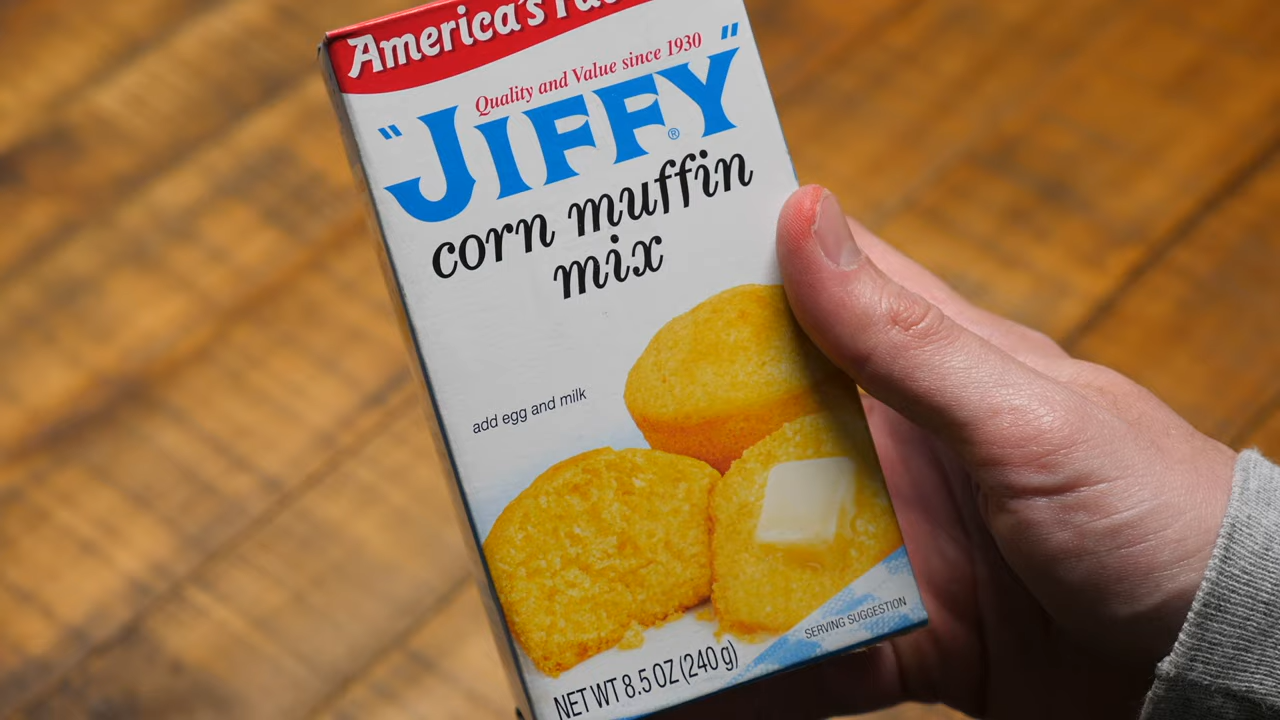 America's
Quality and Value since 1930
"JIFFY"®
corn muffin
mix
add egg and milk
SERVING SUGGESTION
NET WT 8.5 OZ (240 g)